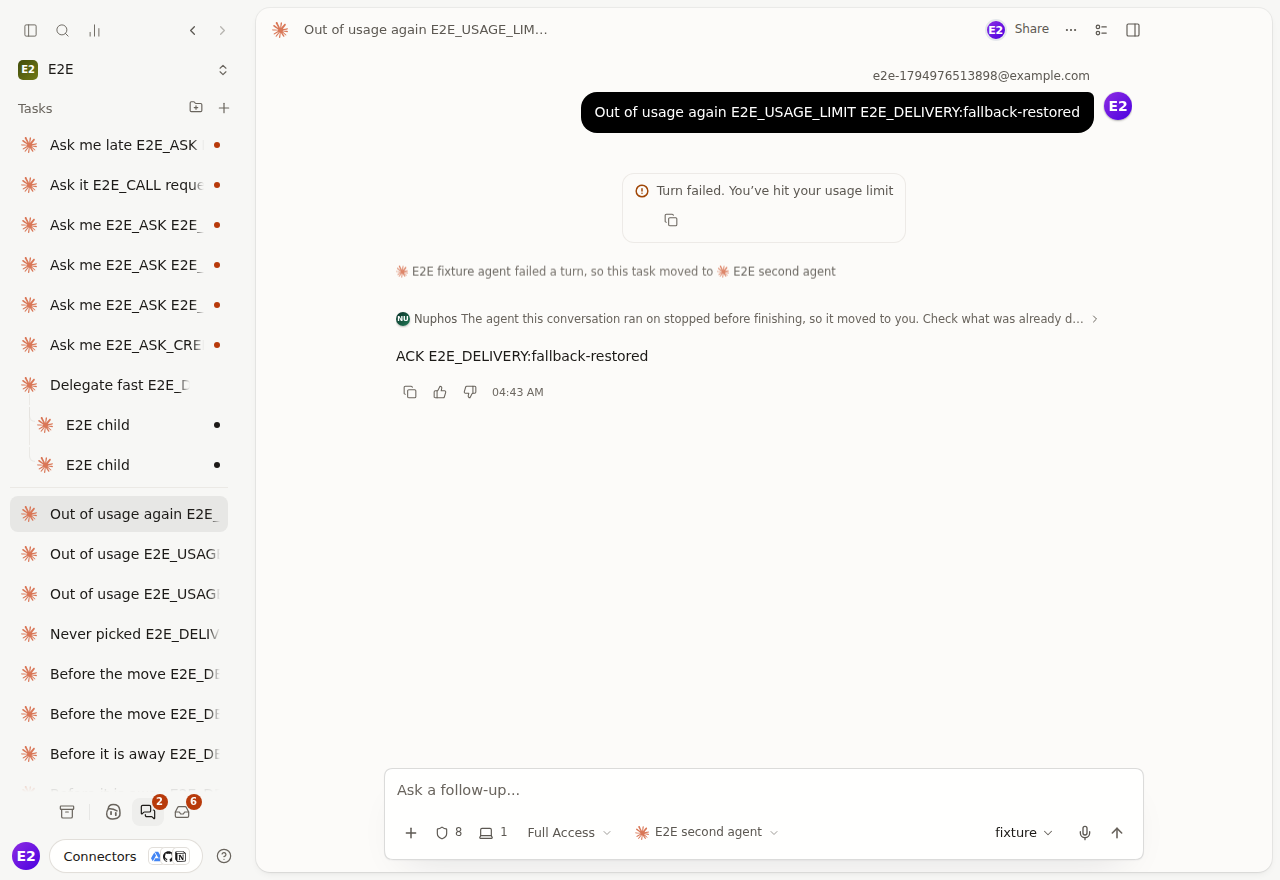 Out of usage again E2E_USAGE_LIM…
E2 Share
E2 E2E
Tasks
Ask me late E2E_ASK
Ask it E2E_CALL reque
Ask me E2E_ASK E2E_
Ask me E2E_ASK E2E_
Ask me E2E_ASK E2E_
Ask me E2E_ASK_CRE
Delegate fast E2E_D
E2E child
E2E child
Out of usage again E2E_
Out of usage E2E_USAGE
Out of usage E2E_USAGE
Never picked E2E_DELIV
Before the move E2E_DE
Before the move E2E_DE
Before it is away E2E_DE
2
6
E2 Connectors
e2e-1794976513898@example.com
Out of usage again E2E_USAGE_LIMIT E2E_DELIVERY:fallback-restored
E2
Turn failed. You’ve hit your usage limit
E2E fixture agent failed a turn, so this task moved to E2E second agent
NU Nuphos The agent this conversation ran on stopped before finishing, so it moved to you. Check what was already d…
ACK E2E_DELIVERY:fallback-restored
04:43 AM
Ask a follow-up...
8 1 Full Access E2E second agent fixture